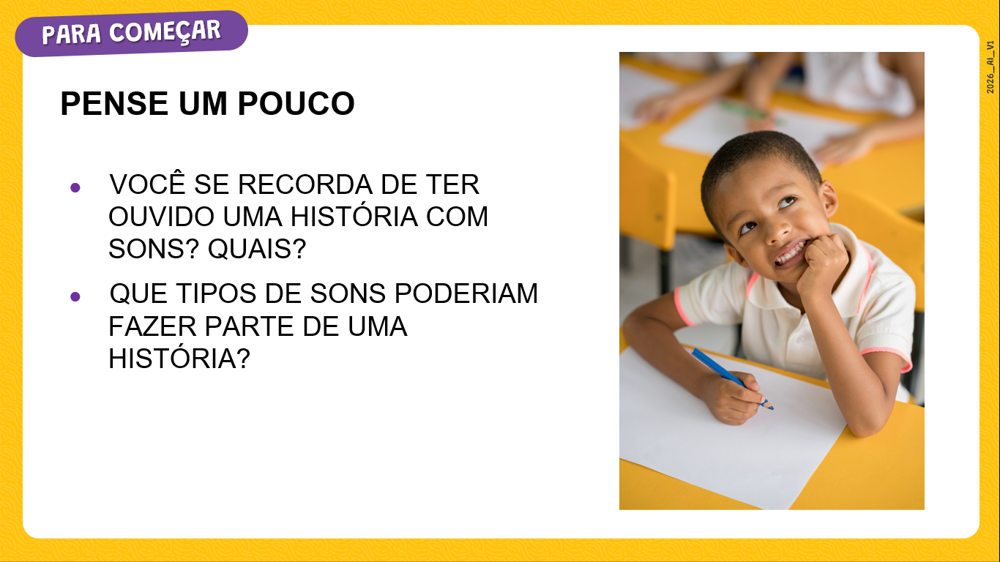 PARA COMEÇAR
2026_AI_V1
PENSE UM POUCO
● VOCÊ SE RECORDA DE TER
OUVIDO UMA HISTÓRIA COM
SONS? QUAIS?
● QUE TIPOS DE SONS PODERIAM
FAZER PARTE DE UMA
HISTÓRIA?